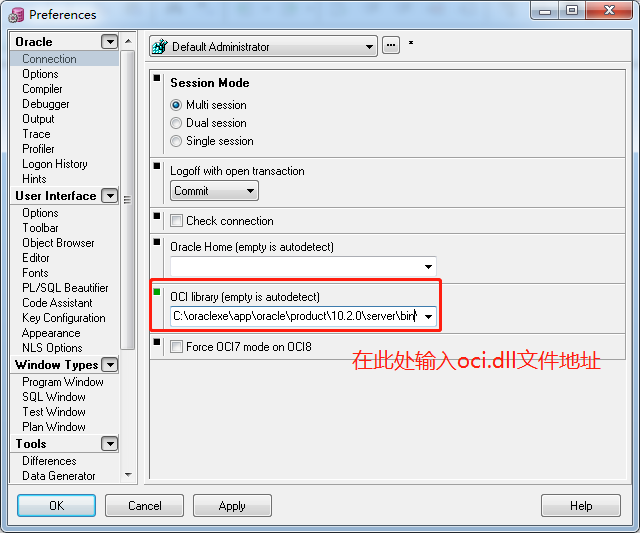 Preferences
Oracle
Connection
Options
Compiler
Debugger
Output
Trace
Profiler
Logon History
Hints
User Interface
Options
Toolbar
Object Browser
Editor
Fonts
PL/SQL Beautifier
Code Assistant
Key Configuration
Appearance
NLS Options
Window Types
Program Window
SQL Window
Test Window
Plan Window
Tools
Differences
Data Generator
Default Administrator
... *
Session Mode
Multi session
Dual session
Single session
Logoff with open transaction
Commit
Check connection
Oracle Home (empty is autodetect)
OCI library (empty is autodetect)
C:\oraclexe\app\oracle\product\10.2.0\server\bin\
Force OCI7 mode on OCI8
在此处输入oci.dll文件地址
OK
Cancel
Apply
Help